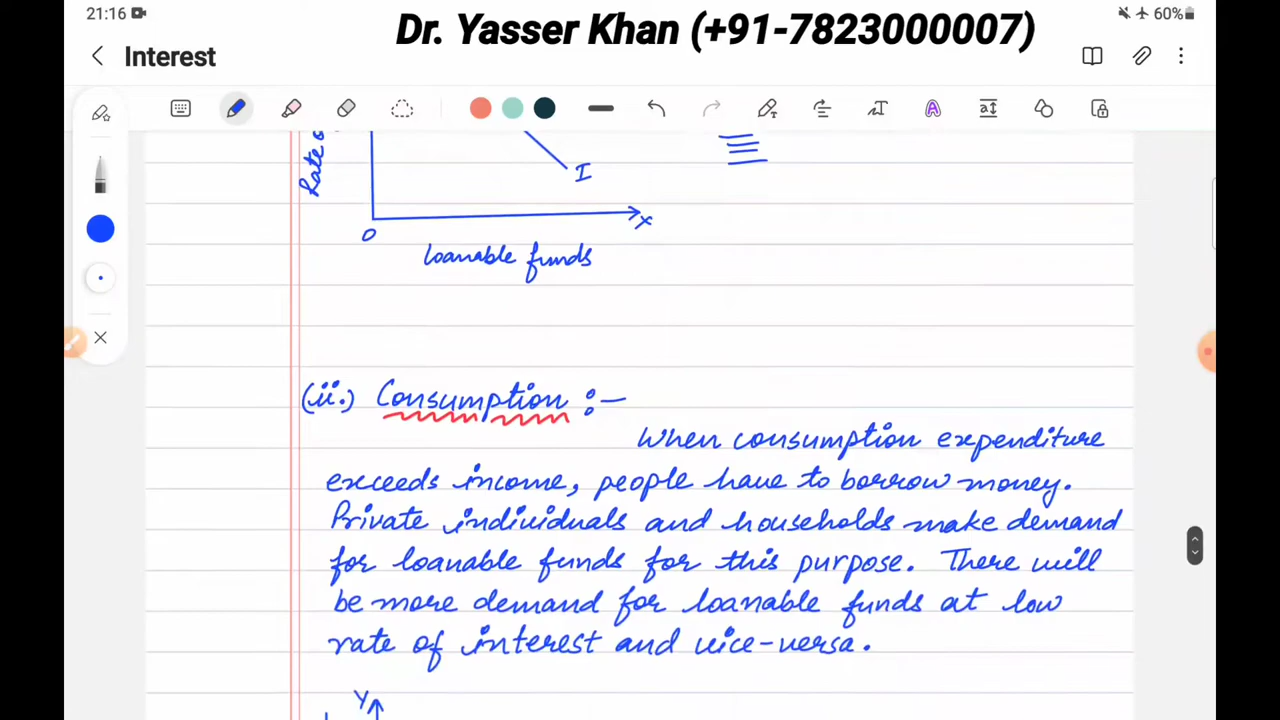 21:16
60%
Dr. Yasser Khan (+91-7823000007)
Interest
Rate
I
O
X
loanable funds
(ii.) Consumption :-
When consumption expenditure
exceeds income, people have to borrow money.
Private individuals and households make demand
for loanable funds for this purpose. There will
be more demand for loanable funds at low
rate of interest and vice-versa.
Y